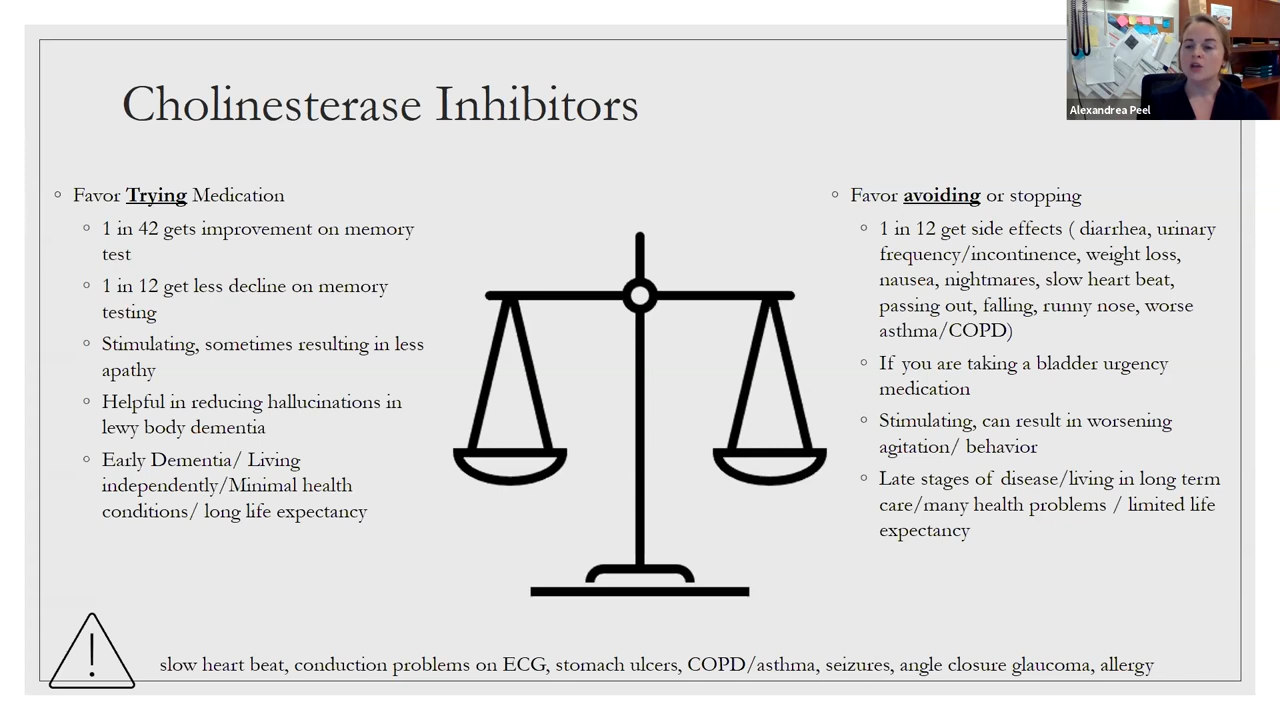 Alexandrea Peel
Cholinesterase Inhibitors
Favor Trying Medication
1 in 42 gets improvement on memory
test
1 in 12 get less decline on memory
testing
Stimulating, sometimes resulting in less
apathy
Helpful in reducing hallucinations in
lewy body dementia
Early Dementia/ Living
independently/Minimal health
conditions/ long life expectancy
Favor avoiding or stopping
1 in 12 get side effects ( diarrhea, urinary
frequency/incontinence, weight loss,
nausea, nightmares, slow heart beat,
passing out, falling, runny nose, worse
asthma/COPD)
If you are taking a bladder urgency
medication
Stimulating, can result in worsening
agitation/ behavior
Late stages of disease/living in long term
care/many health problems / limited life
expectancy
slow heart beat, conduction problems on ECG, stomach ulcers, COPD/asthma, seizures, angle closure glaucoma, allergy